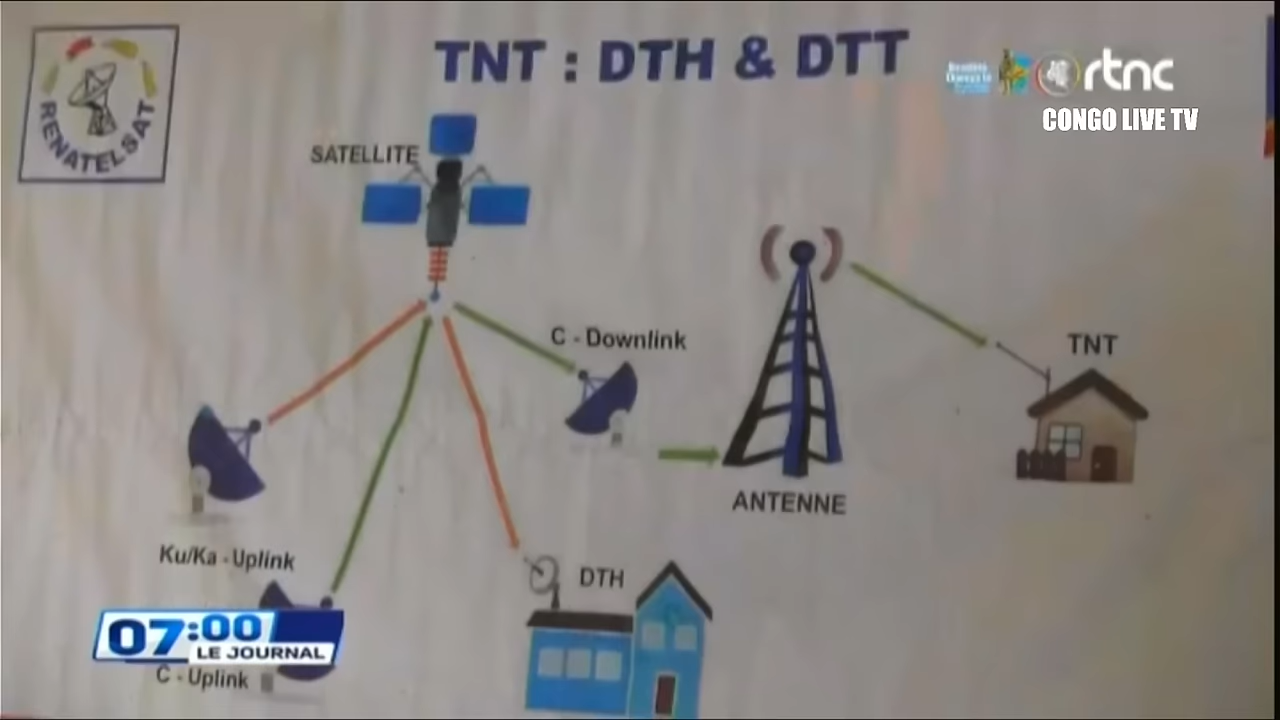 TNT : DTH & DTT
RENATELSAT
rtnc
CONGO LIVE TV
SATELLITE
C - Downlink
TNT
ANTENNE
Ku/Ka - Uplink
DTH
07:00
LE JOURNAL
C - Uplink